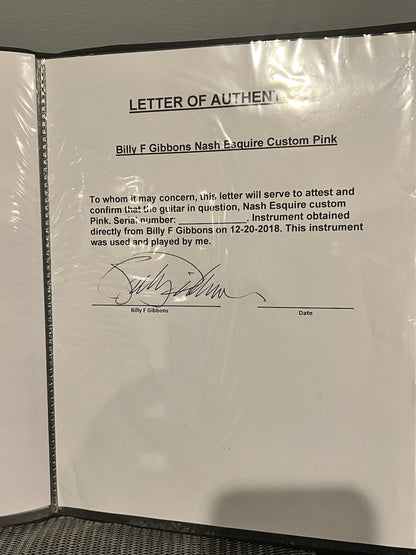 LETTER OF AUTHENT
Billy F Gibbons Nash Esquire Custom Pink
To whom it may concern, this letter will serve to attest and
confirm that the guitar in question, Nash Esquire custom
Pink. Serial number: ______________. Instrument obtained
directly from Billy F Gibbons on 12-20-2018. This instrument
was used and played by me.
Billy F Gibbons
Date